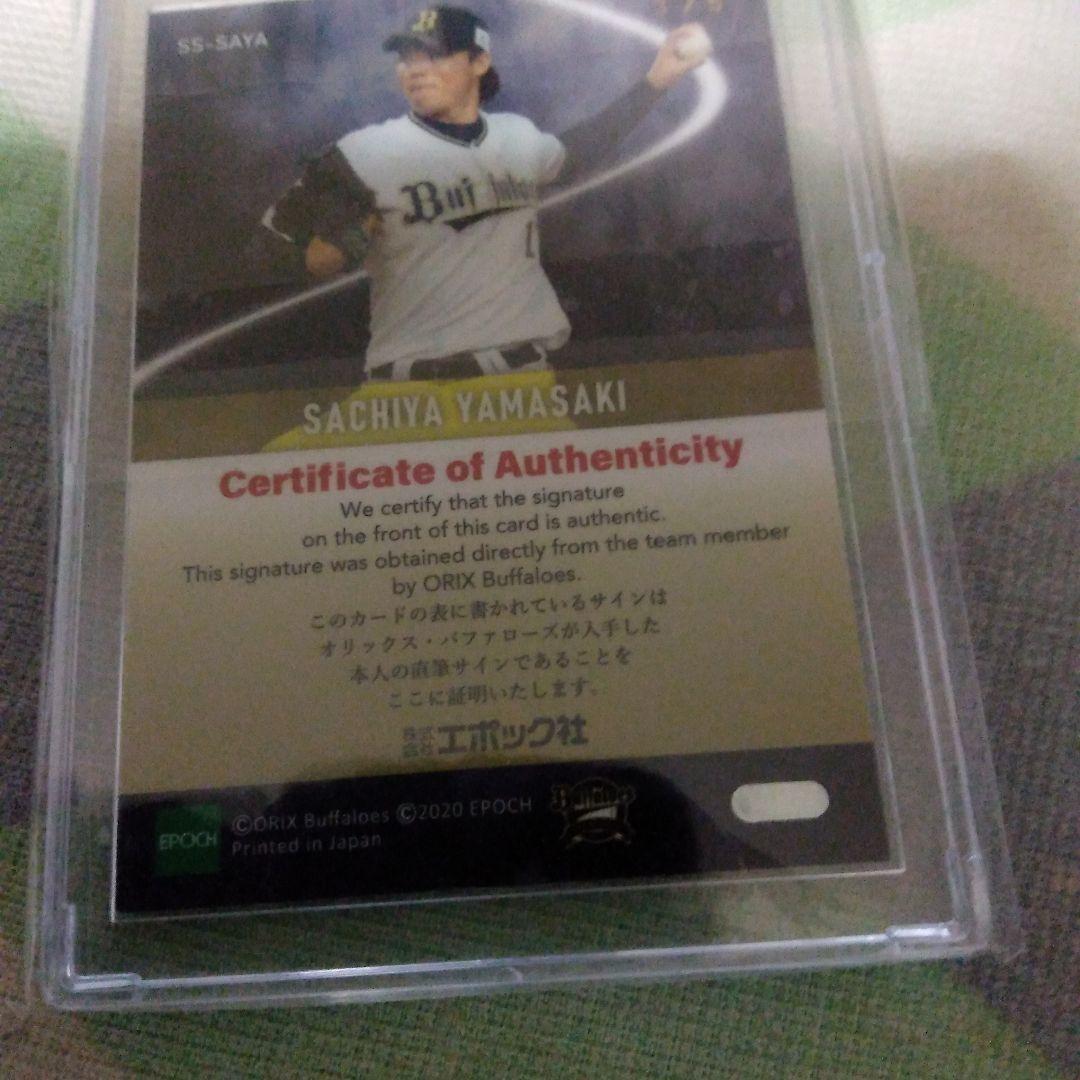 SS-SAYA
B
SACHIYA YAMASAKI
Certificate of Authenticity
We certify that the signature
on the front of this card is authentic.
This signature was obtained directly from the team member
by ORIX Buffaloes.
このカードの表に書かれているサインは
オリックス・バファローズが入手した
本人の直筆サインであることを
ここに証明いたします。
株式会社エポック社
EPOCH
©ORIX Buffaloes ©2020 EPOCH
Printed in Japan